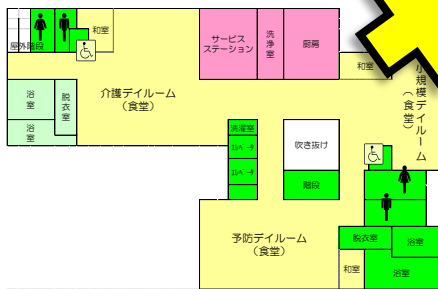 和室
屋外階段
サービス
ステーション
洗浄室
厨房
和室
小規模デイルーム
（食堂）
浴室
脱衣室
介護デイルーム
（食堂）
浴室
洗濯室
ｴﾚﾍﾞｰﾀ
ｴﾚﾍﾞｰﾀ
吹き抜け
階段
予防デイルーム
（食堂）
脱衣室
浴室
和室
浴室